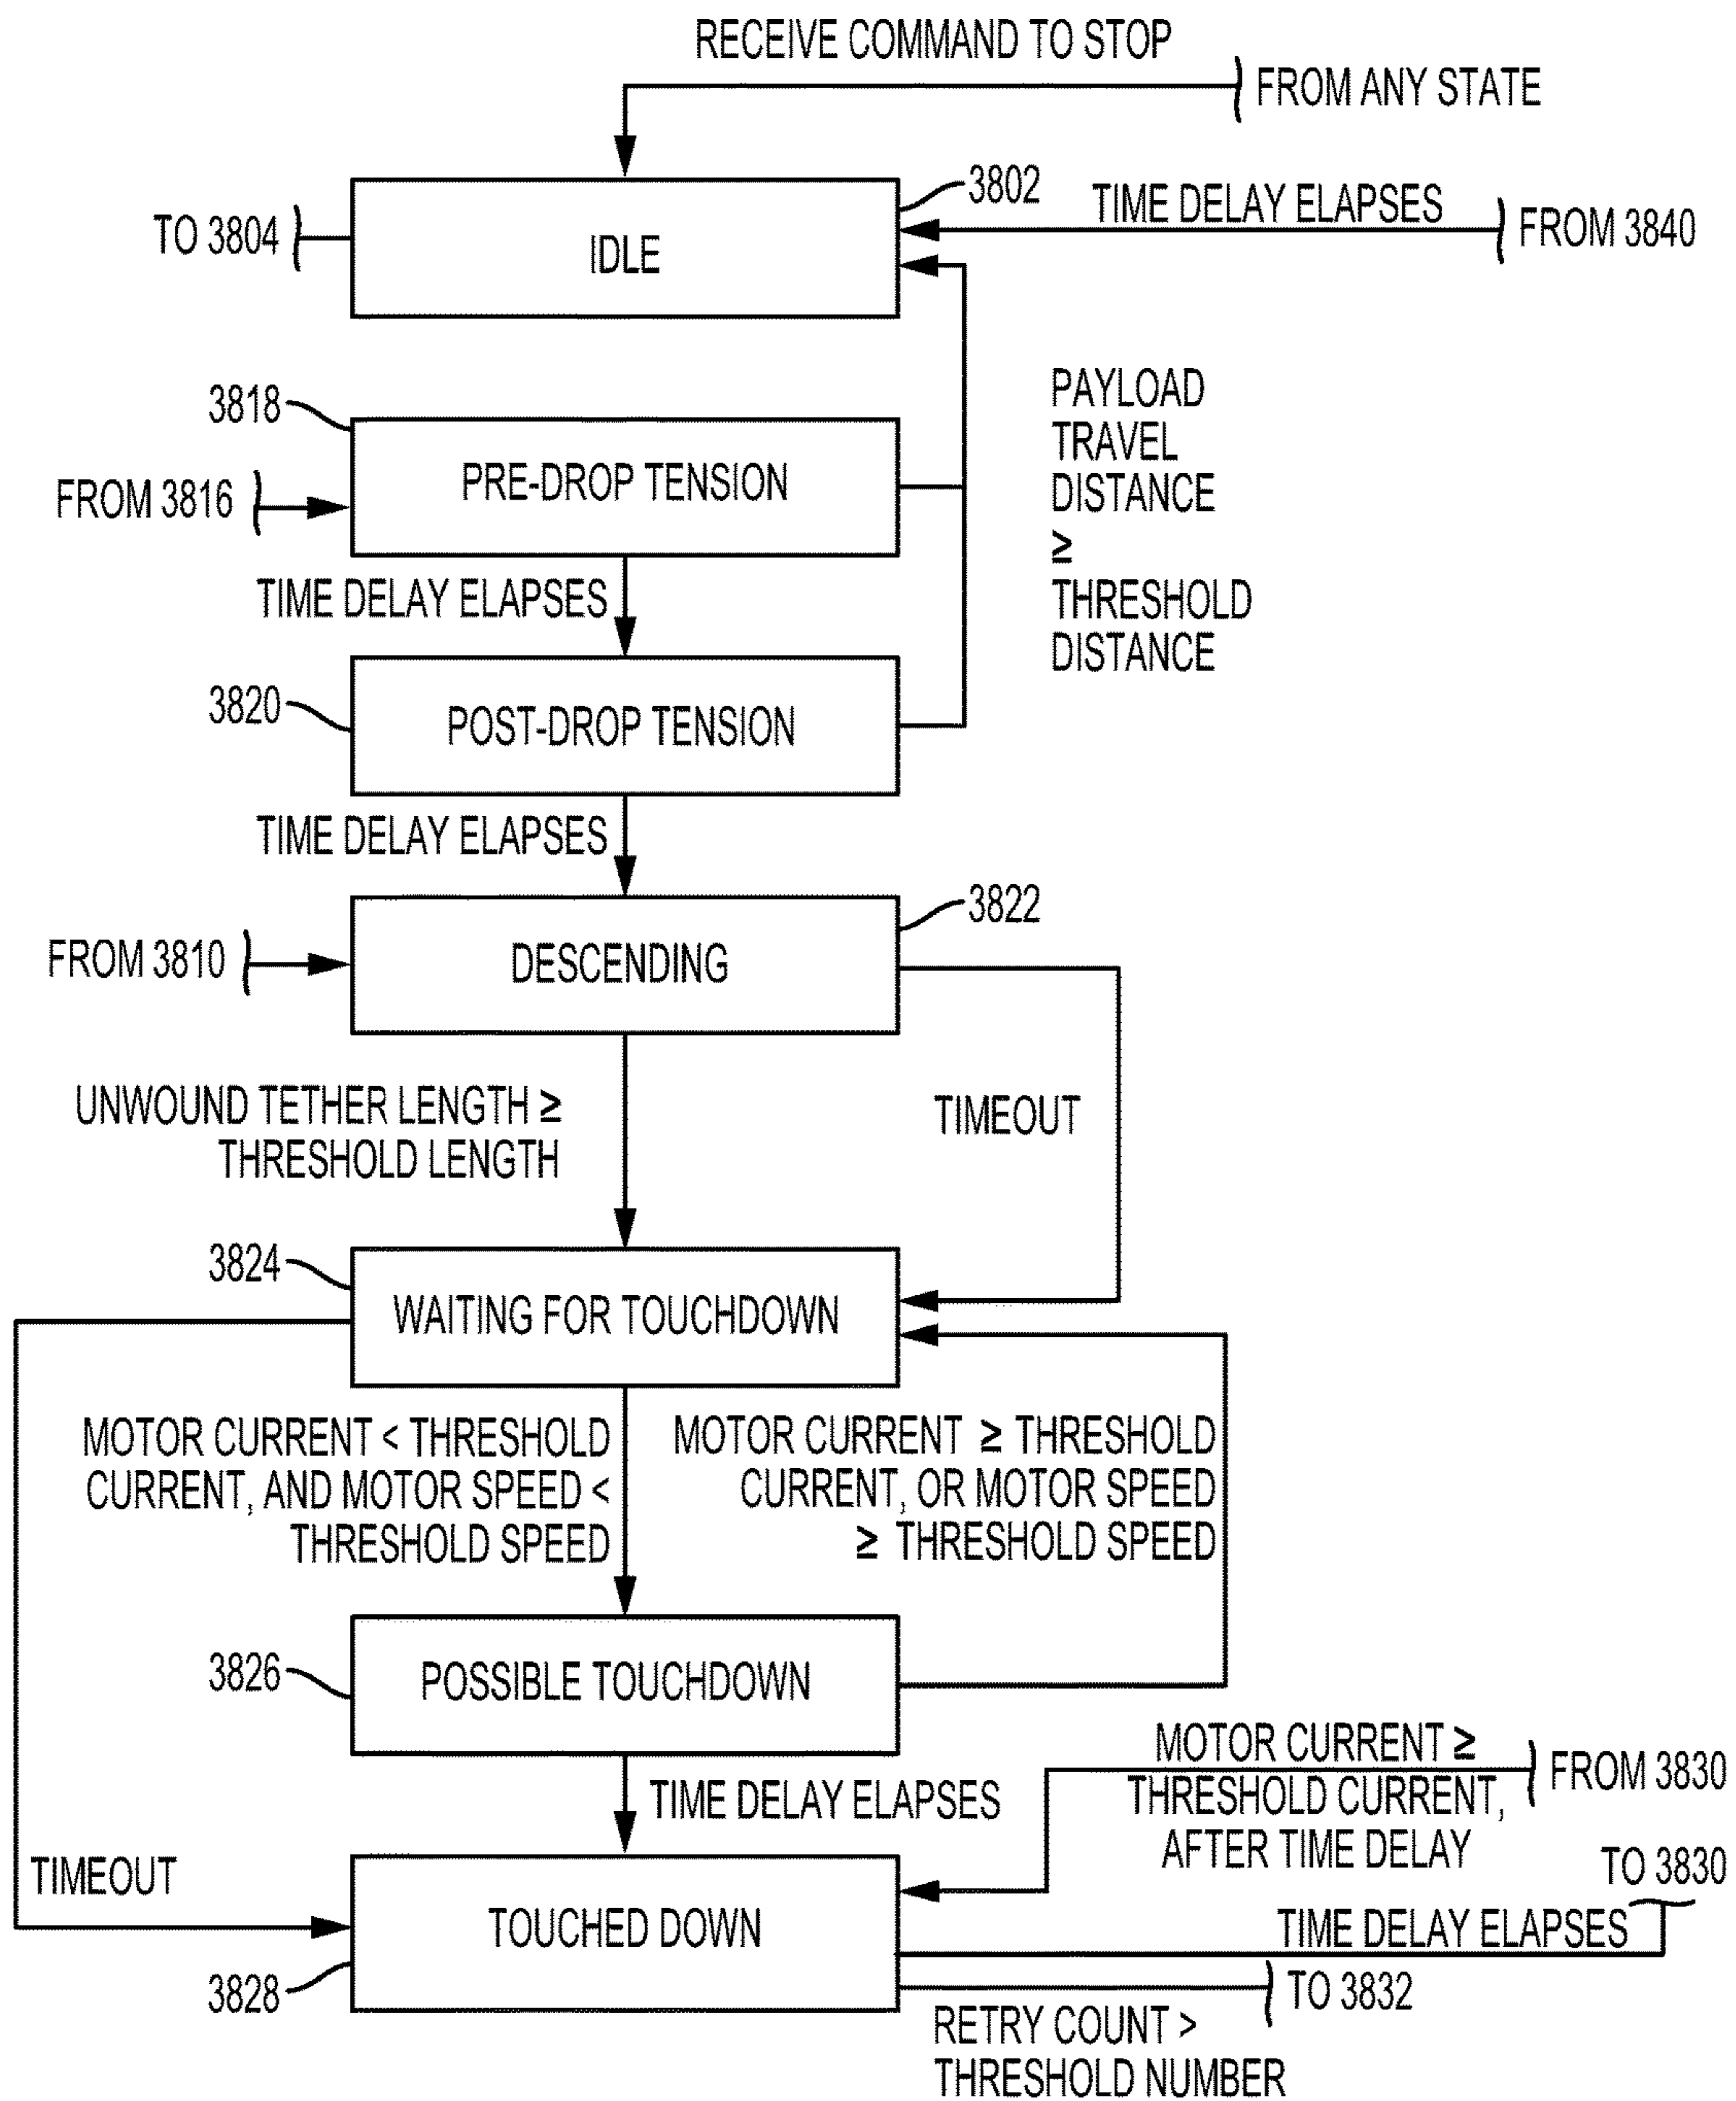 RECEIVE COMMAND TO STOP
FROM ANY STATE
3802
TIME DELAY ELAPSES
FROM 3840
TO 3804
IDLE
3818
PAYLOAD
TRAVEL
DISTANCE
≥
THRESHOLD
DISTANCE
FROM 3816
PRE-DROP TENSION
TIME DELAY ELAPSES
3820
POST-DROP TENSION
TIME DELAY ELAPSES
3822
FROM 3810
DESCENDING
UNWOUND TETHER LENGTH ≥
THRESHOLD LENGTH
TIMEOUT
3824
WAITING FOR TOUCHDOWN
MOTOR CURRENT < THRESHOLD
CURRENT, AND MOTOR SPEED <
THRESHOLD SPEED
MOTOR CURRENT ≥ THRESHOLD
CURRENT, OR MOTOR SPEED
≥ THRESHOLD SPEED
3826
POSSIBLE TOUCHDOWN
TIME DELAY ELAPSES
MOTOR CURRENT ≥
THRESHOLD CURRENT,
AFTER TIME DELAY
FROM 3830
TIMEOUT
TO 3830
TOUCHED DOWN
TIME DELAY ELAPSES
3828
TO 3832
RETRY COUNT >
THRESHOLD NUMBER